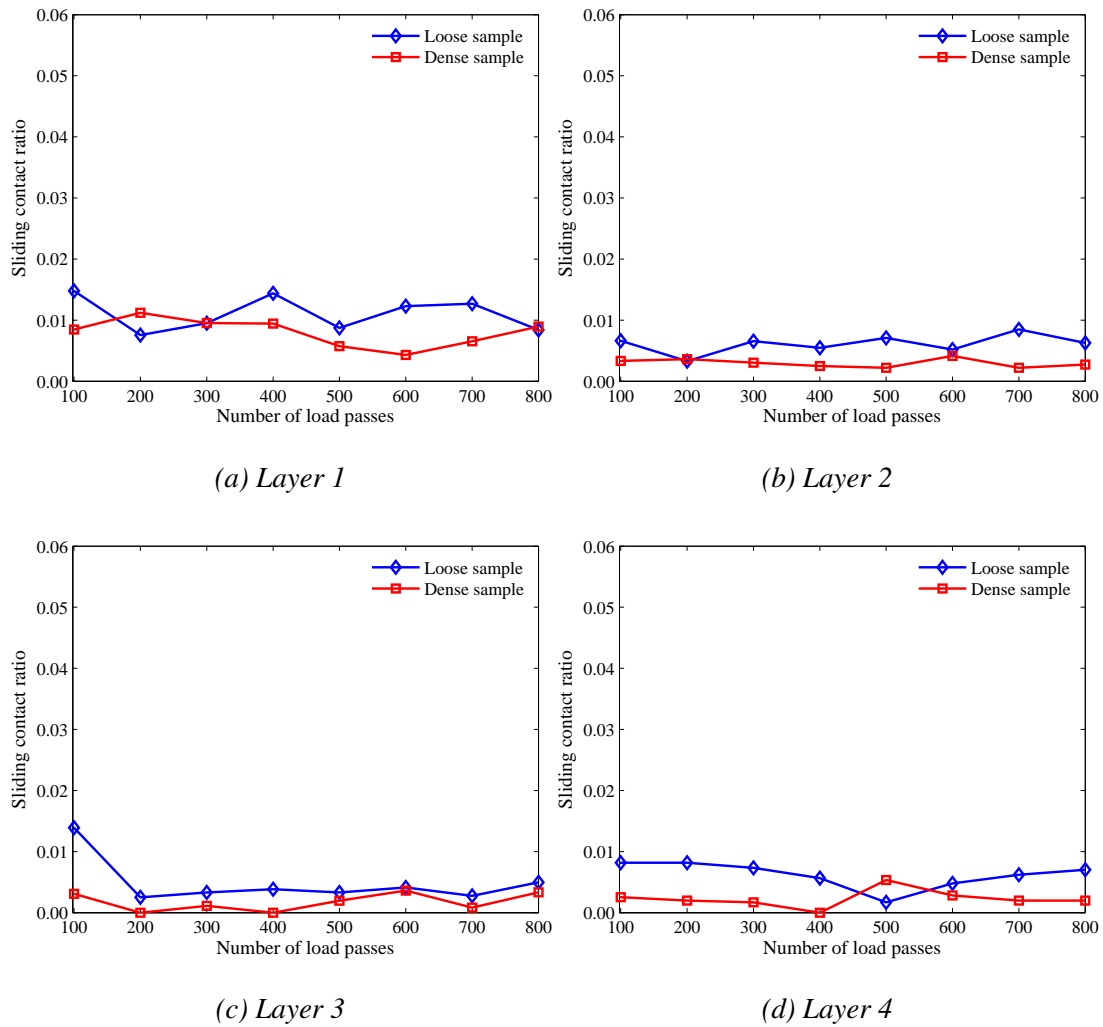 0.06
0.05
0.04
0.03
0.02
0.01
0.00
Sliding contact ratio
Loose sample
Dense sample
100 200 300 400 500 600 700 800
Number of load passes
(a) Layer 1
0.06
0.05
0.04
0.03
0.02
0.01
0.00
Sliding contact ratio
Loose sample
Dense sample
100 200 300 400 500 600 700 800
Number of load passes
(b) Layer 2
0.06
0.05
0.04
0.03
0.02
0.01
0.00
Sliding contact ratio
Loose sample
Dense sample
100 200 300 400 500 600 700 800
Number of load passes
(c) Layer 3
0.06
0.05
0.04
0.03
0.02
0.01
0.00
Sliding contact ratio
Loose sample
Dense sample
100 200 300 400 500 600 700 800
Number of load passes
(d) Layer 4